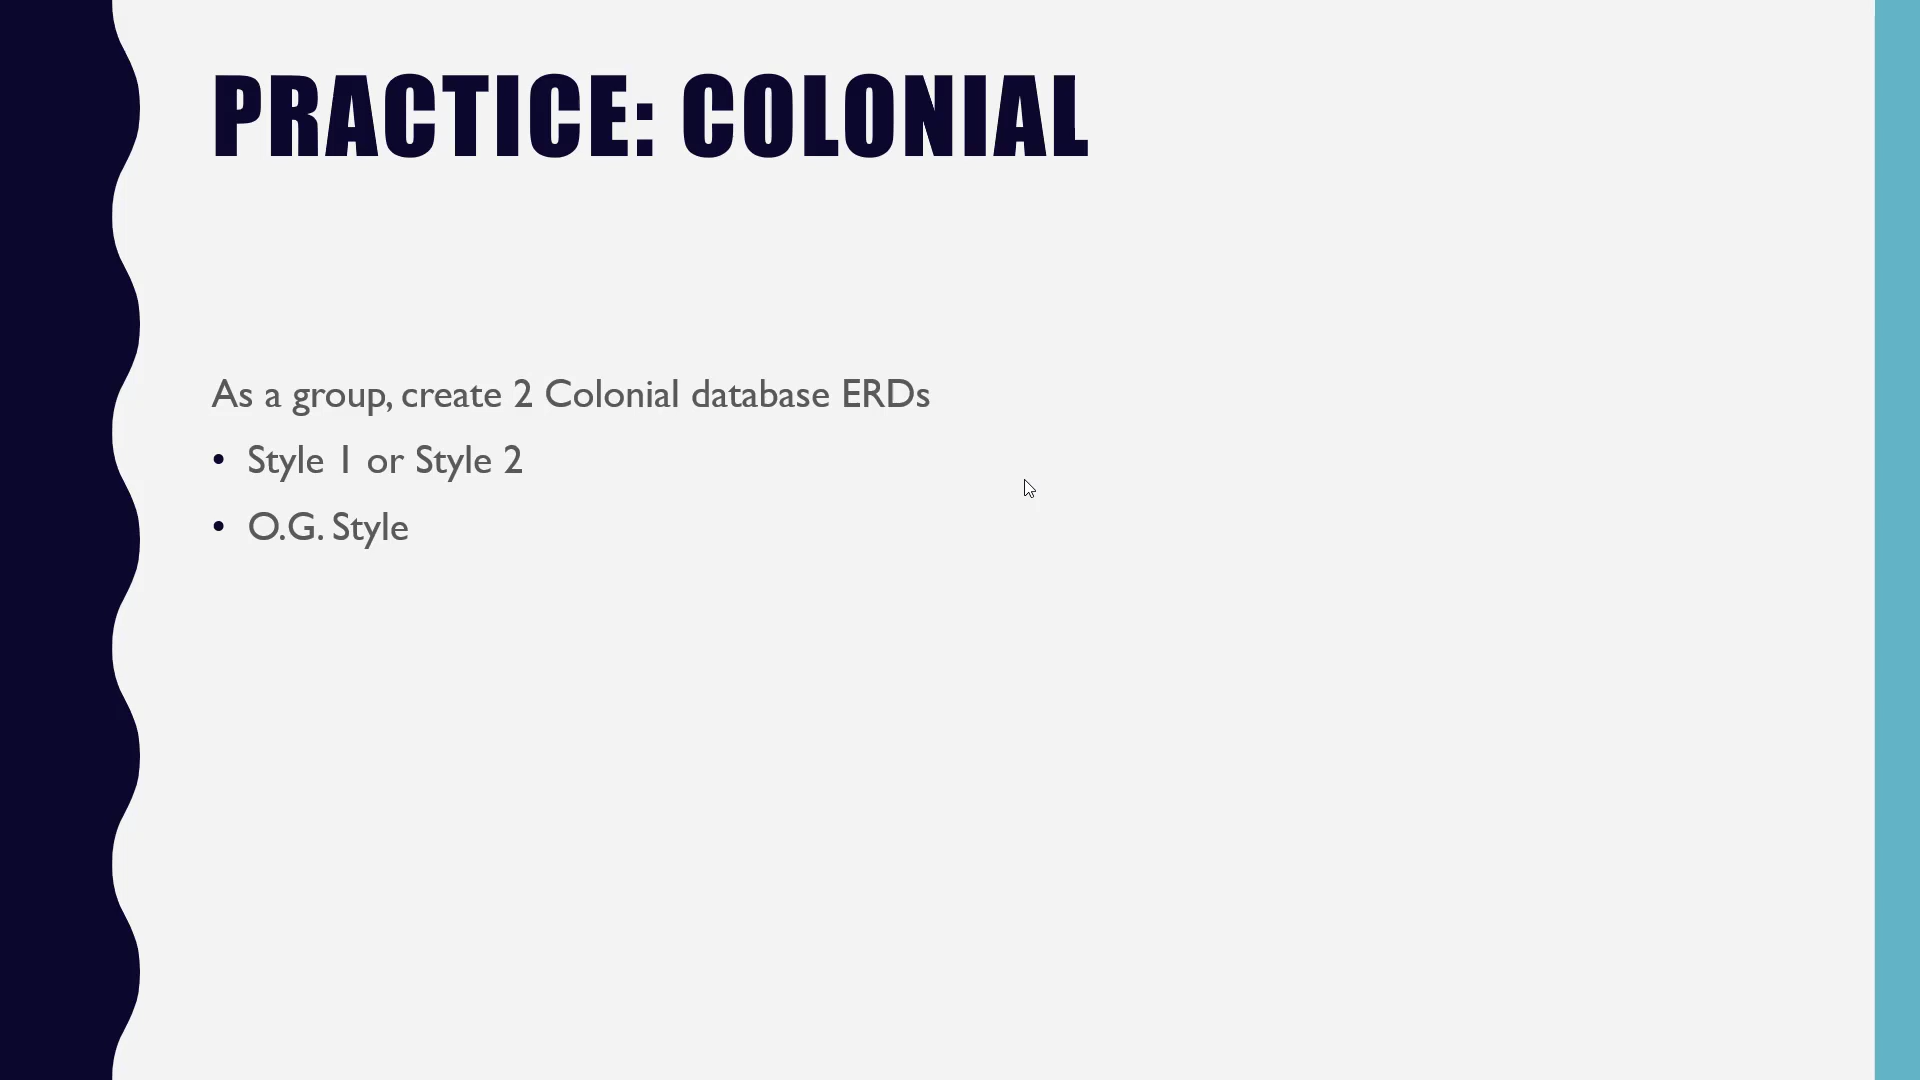 PRACTICE: COLONIAL
As a group, create 2 Colonial database ERDs
• Style 1 or Style 2
• O.G. Style